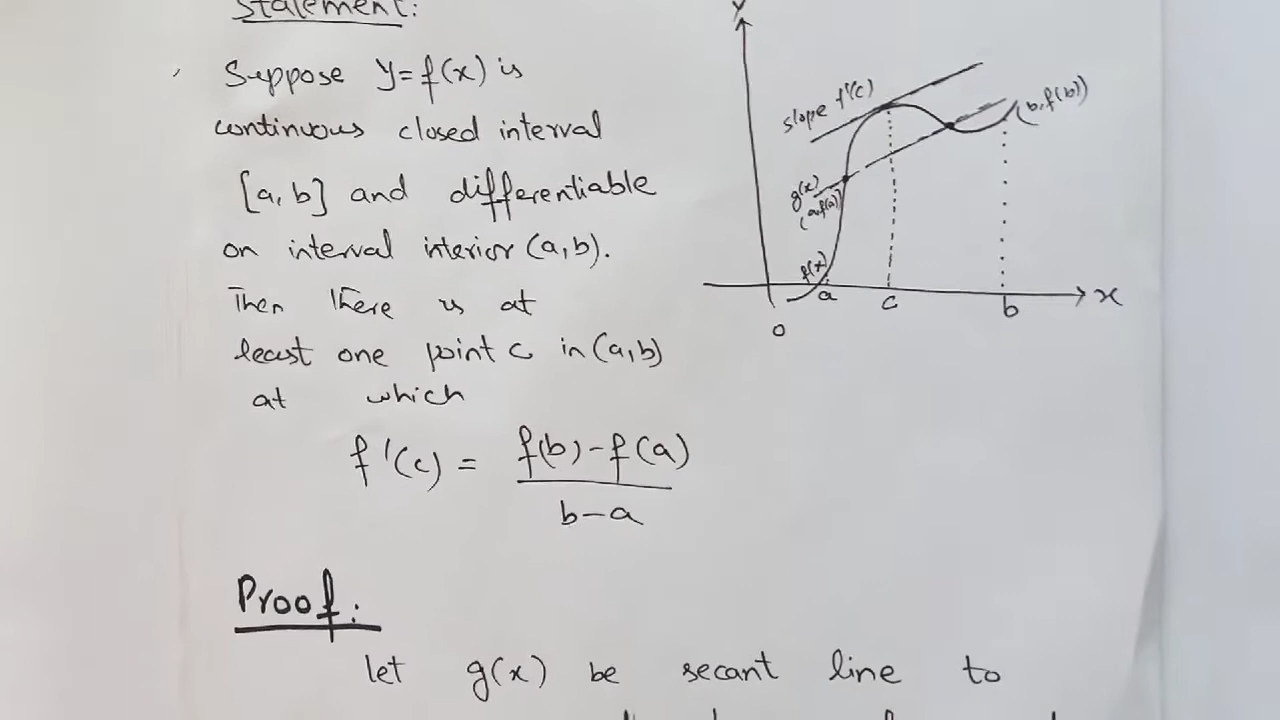 Statement:
Suppose y=f(x) is
continuous closed interval
[a,b] and differentiable
on interval interior (a,b).
Then there is at
least one point c in (a,b)
at which
f'(c) = f(b)-f(a)
b-a
Y
slope f'(c)
(b,f(b))
g(x)
(a,f(a))
f(x)
a
c
b
x
o
Proof:
let g(x) be secant line to